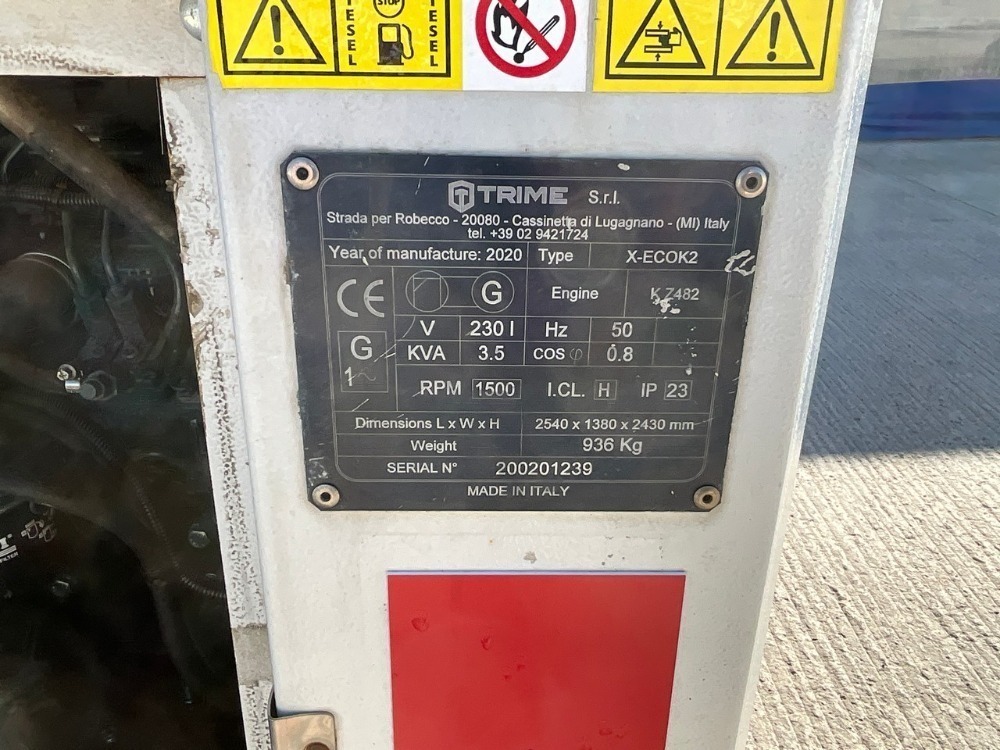 DIESEL
STOP
DIESEL
TRIME S.r.l.
Strada per Robecco - 20080 - Cassinetta di Lugagnano - (MI) Italy
tel. +39 02 9421724
Year of manufacture: 2020 Type X-ECOK2
CE G Engine K Z482
V 230 I Hz 50
G
KVA 3.5 COS φ 0.8
1~
RPM 1500 I.CL. H IP 23
Dimensions L x W x H 2540 x 1380 x 2430 mm
Weight 936 Kg
SERIAL N° 200201239
MADE IN ITALY